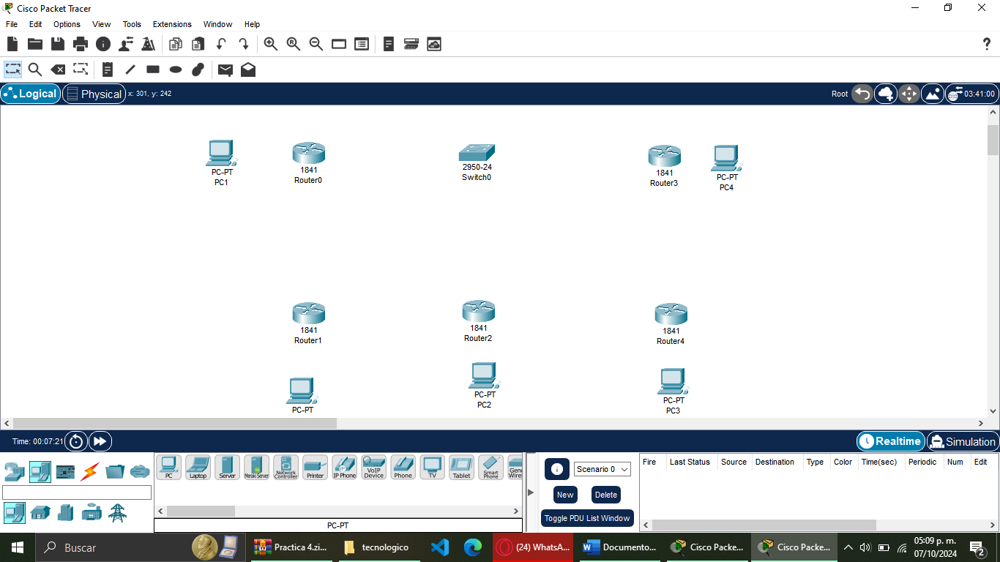 Cisco Packet Tracer
File Edit Options View Tools Extensions Window Help
Logical Physical x: 301, y: 242 Root 03:41:00
PC-PT
PC1
1841
Router0
2950-24
Switch0
1841
Router3
PC-PT
PC4
1841
Router1
1841
Router2
1841
Router4
PC-PT
PC-PT
PC2
PC-PT
PC3
Time: 00:07:21 Realtime Simulation
PC Laptop Server Meraki Server Network Controller Printer IP Phone VoIP Device Phone TV Tablet Smart Phone
PC-PT
Scenario 0
New Delete
Toggle PDU List Window
Fire Last Status Source Destination Type Color Time(sec) Periodic Num Edit
Buscar
Practica 4.zi...
tecnologico
(24) WhatsA...
Documento...
Cisco Packe...
Cisco Packe...
05:09 p. m.
07/10/2024
2